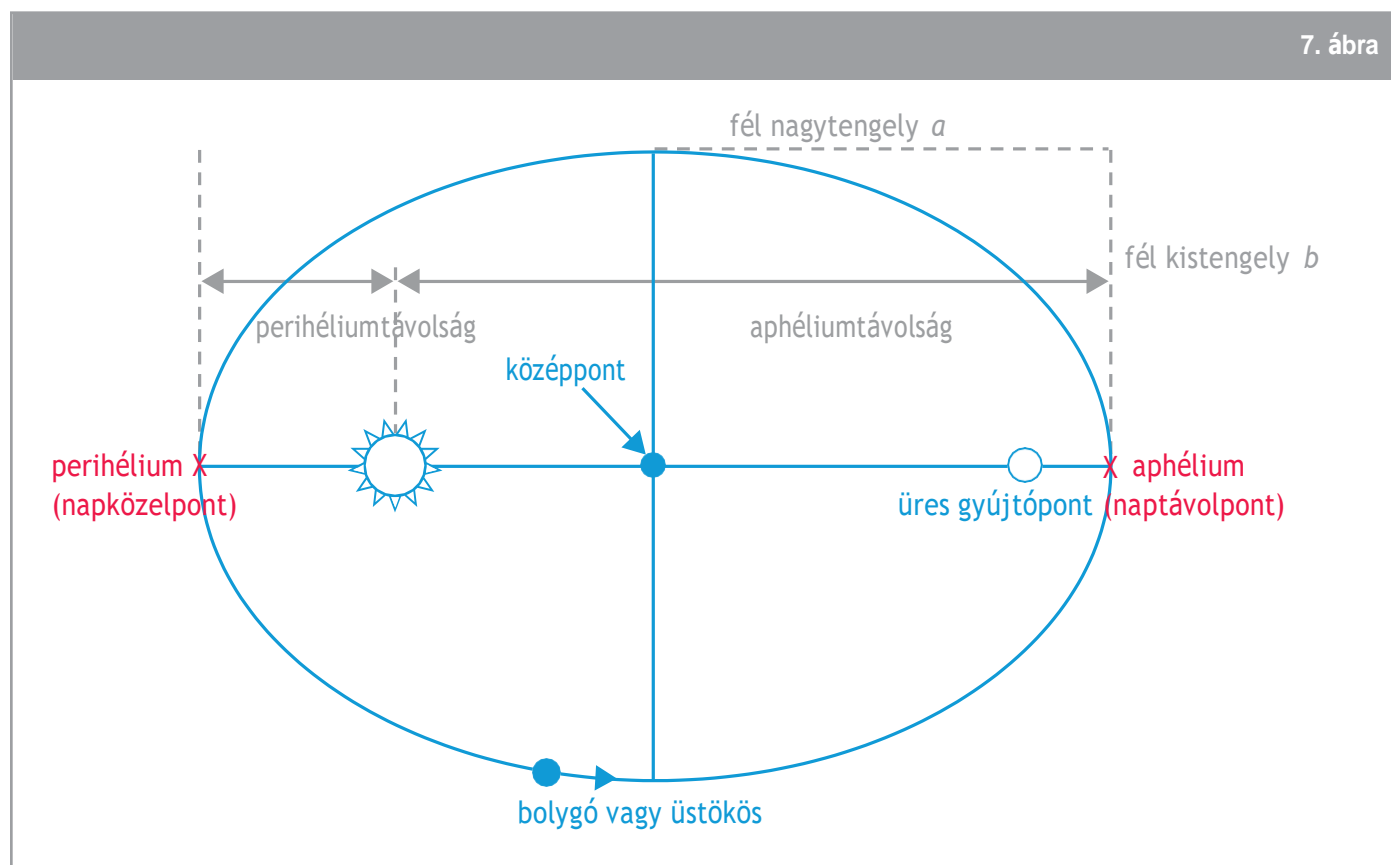 7. ábra
fél nagytengely a
fél kistengely b
perihéliumtávolság
aphéliumtávolság
középpont
perihélium X
(napközelpont)
X aphélium
(naptávolpont)
üres gyújtópont
bolygó vagy üstökös